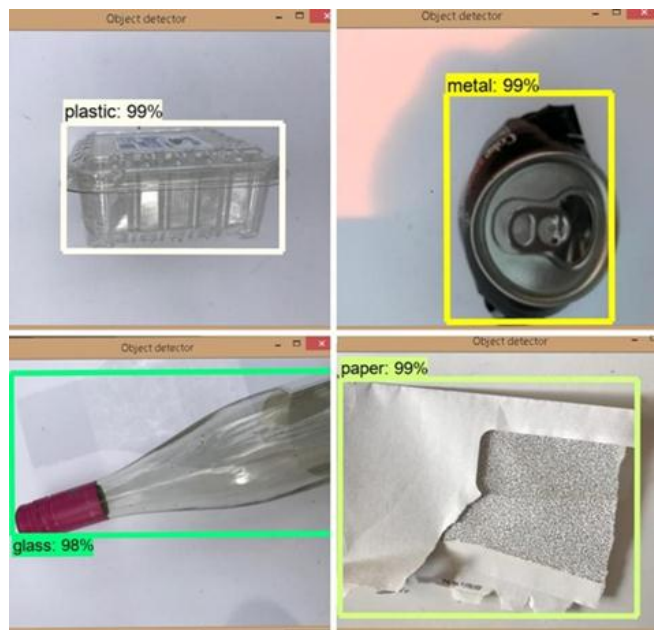 Object detector
plastic: 99%
Object detector
metal: 99%
Object detector
glass: 98%
Object detector
paper: 99%